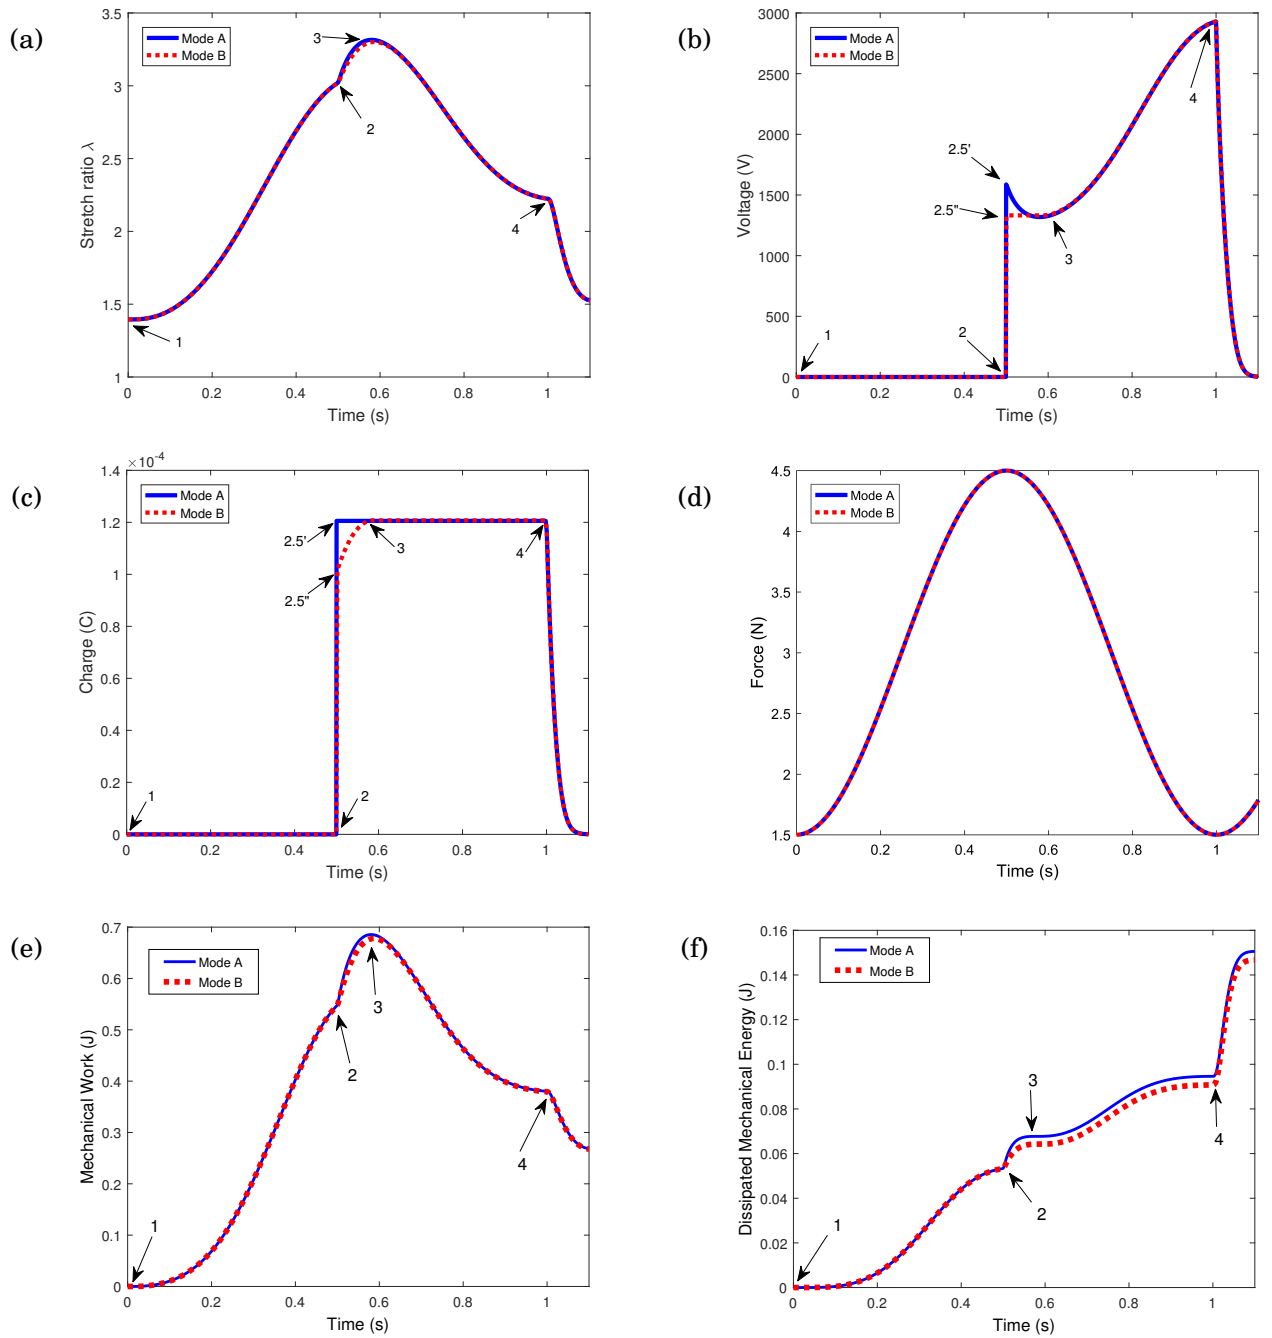 (a)
Stretch ratio λ
3.5
3
2.5
2
1.5
1
Mode A
Mode B
3
2
1
4
0 0.2 0.4 0.6 0.8 1
Time (s)
(b)
Voltage (V)
3000
2500
2000
1500
1000
500
0
Mode A
Mode B
2.5'
2.5"
3
4
1
2
0 0.2 0.4 0.6 0.8 1
Time (s)
(c)
Charge (C)
×10⁻⁴
1.4
1.2
1
0.8
0.6
0.4
0.2
0
Mode A
Mode B
2.5'
3
4
2.5"
1
2
0 0.2 0.4 0.6 0.8 1
Time (s)
(d)
Force (N)
4.5
4
3.5
3
2.5
2
1.5
Mode A
Mode B
0 0.2 0.4 0.6 0.8 1
Time (s)
(e)
Mechanical Work (J)
0.7
0.6
0.5
0.4
0.3
0.2
0.1
0
Mode A
Mode B
3
2
4
1
0 0.2 0.4 0.6 0.8 1
Time (s)
(f)
Dissipated Mechanical Energy (J)
0.16
0.14
0.12
0.1
0.08
0.06
0.04
0.02
0
Mode A
Mode B
3
4
2
1
0 0.2 0.4 0.6 0.8 1
Time (s)